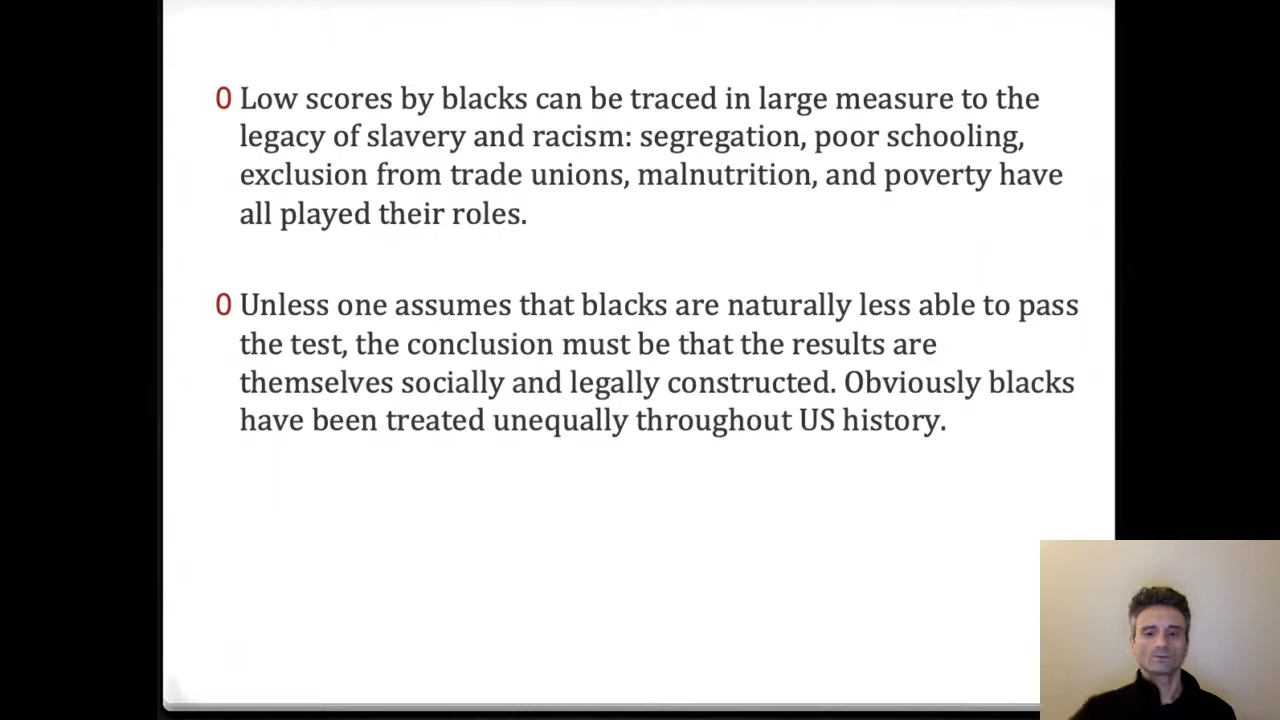 0 Low scores by blacks can be traced in large measure to the
legacy of slavery and racism: segregation, poor schooling,
exclusion from trade unions, malnutrition, and poverty have
all played their roles.
0 Unless one assumes that blacks are naturally less able to pass
the test, the conclusion must be that the results are
themselves socially and legally constructed. Obviously blacks
have been treated unequally throughout US history.